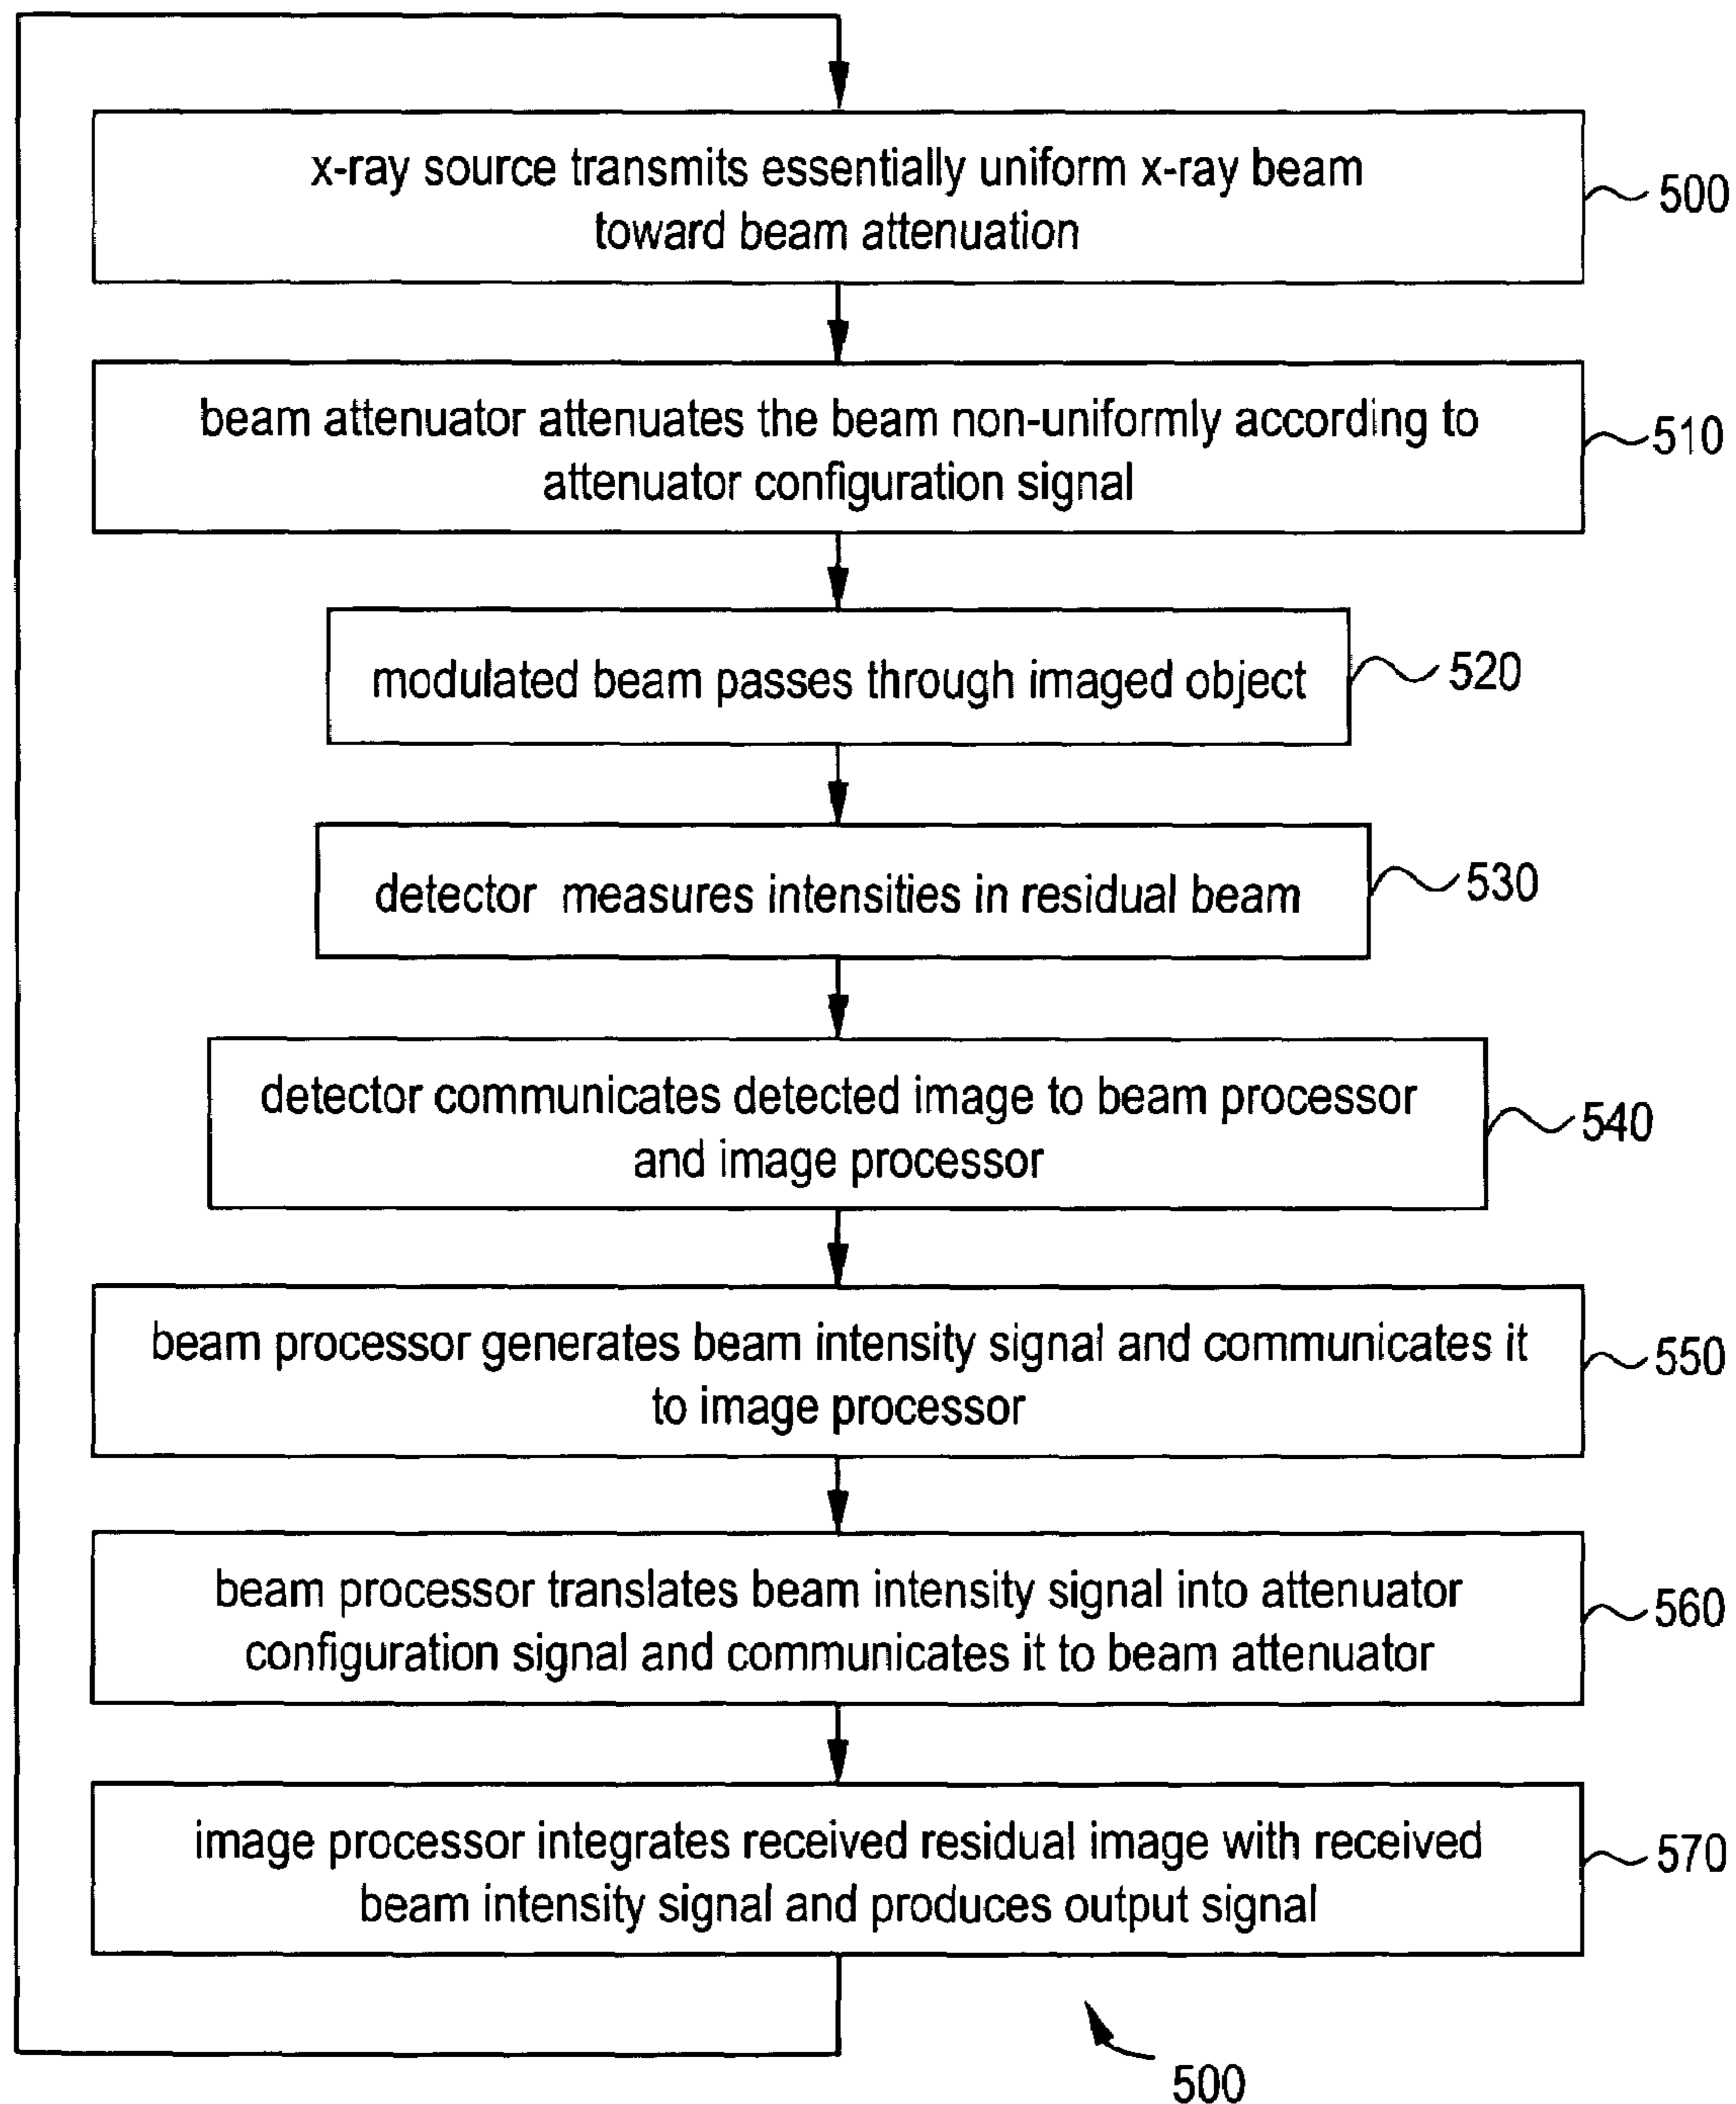 x-ray source transmits essentially uniform x-ray beam
toward beam attenuation
500
beam attenuator attenuates the beam non-uniformly according to
attenuator configuration signal
510
modulated beam passes through imaged object
520
detector measures intensities in residual beam
530
detector communicates detected image to beam processor
and image processor
540
beam processor generates beam intensity signal and communicates it
to image processor
550
beam processor translates beam intensity signal into attenuator
configuration signal and communicates it to beam attenuator
560
image processor integrates received residual image with received
beam intensity signal and produces output signal
570
500